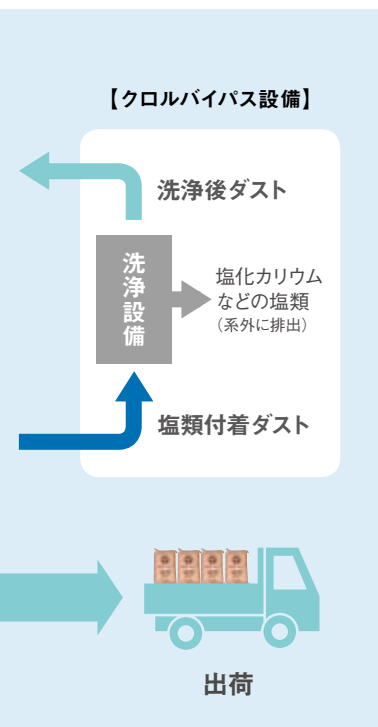 【クロルバイパス設備】
洗浄後ダスト
洗浄設備
塩化カリウム
などの塩類
（系外に排出）
塩類付着ダスト
出荷